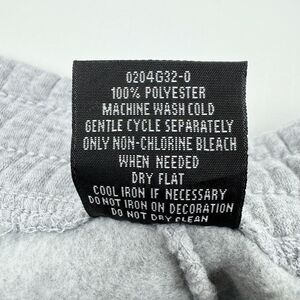 0204G32-0
100% POLYESTER
MACHINE WASH COLD
GENTLE CYCLE SEPARATELY
ONLY NON-CHLORINE BLEACH
WHEN NEEDED
DRY FLAT
COOL IRON IF NECESSARY
DO NOT IRON ON DECORATION
DO NOT DRY CLEAN